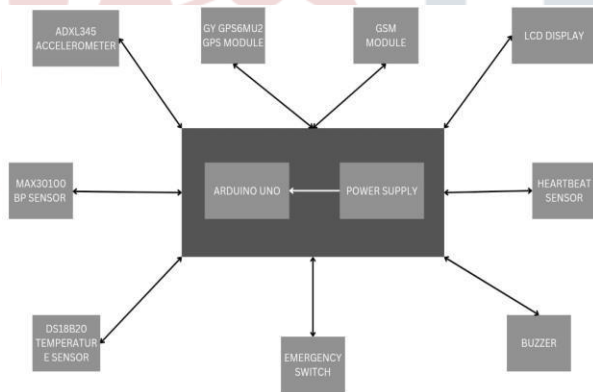 ADXL345
ACCELEROMETER
GY GPS6MU2
GPS MODULE
GSM
MODULE
LCD DISPLAY
MAX30100
BP SENSOR
ARDUINO UNO
POWER SUPPLY
HEARTBEAT
SENSOR
DS18B20
TEMPERATUR
E SENSOR
EMERGENCY
SWITCH
BUZZER